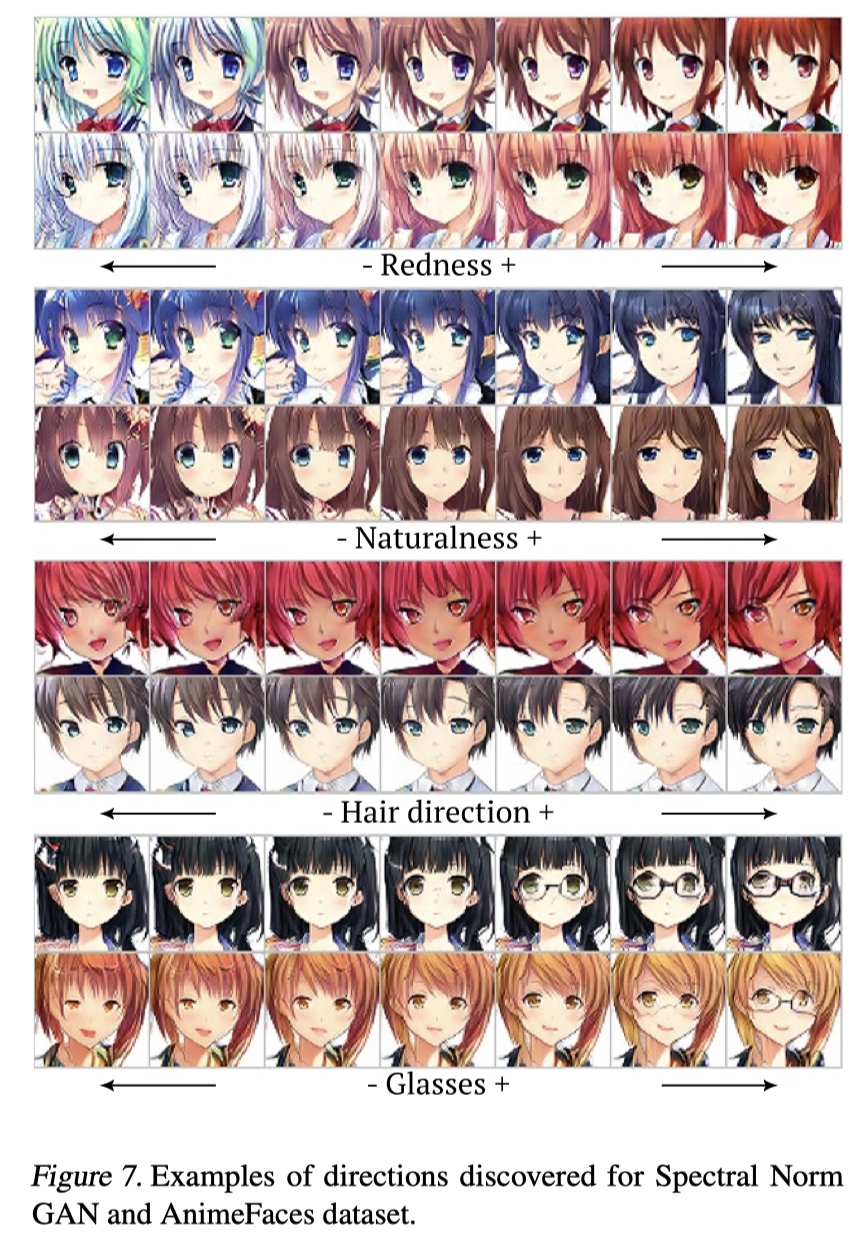 - Redness +
- Naturalness +
- Hair direction +
- Glasses +
Figure 7. Examples of directions discovered for Spectral Norm
GAN and AnimeFaces dataset.